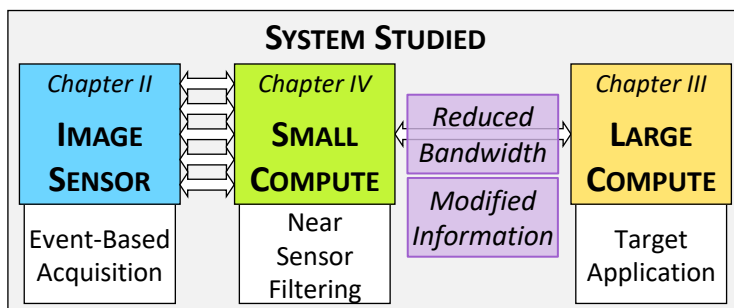 SYSTEM STUDIED
Chapter II
IMAGE
SENSOR
Event-Based
Acquisition
Chapter IV
SMALL
COMPUTE
Near
Sensor
Filtering
Reduced
Bandwidth
Modified
Information
Chapter III
LARGE
COMPUTE
Target
Application